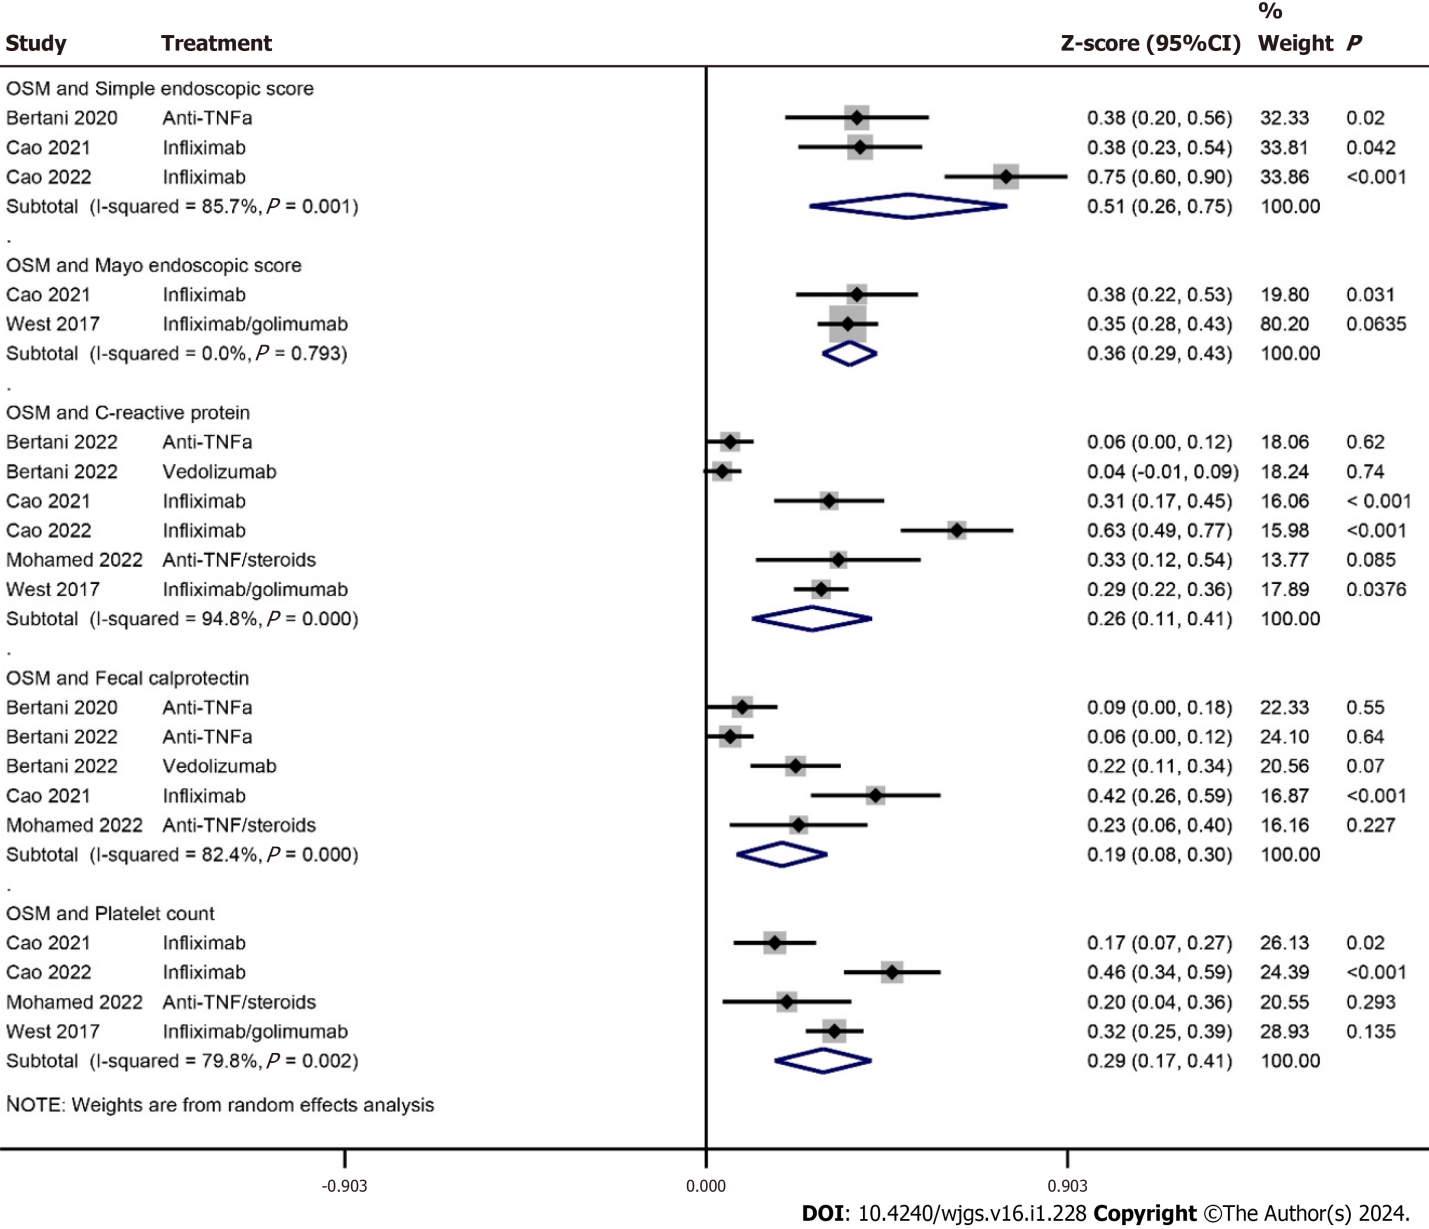 %
Study Treatment Z-score (95%CI) Weight P
OSM and Simple endoscopic score
Bertani 2020 Anti-TNFa 0.38 (0.20, 0.56) 32.33 0.02
Cao 2021 Infliximab 0.38 (0.23, 0.54) 33.81 0.042
Cao 2022 Infliximab 0.75 (0.60, 0.90) 33.86 <0.001
Subtotal (I-squared = 85.7%, P = 0.001) 0.51 (0.26, 0.75) 100.00
.
OSM and Mayo endoscopic score
Cao 2021 Infliximab 0.38 (0.22, 0.53) 19.80 0.031
West 2017 Infliximab/golimumab 0.35 (0.28, 0.43) 80.20 0.0635
Subtotal (I-squared = 0.0%, P = 0.793) 0.36 (0.29, 0.43) 100.00
.
OSM and C-reactive protein
Bertani 2022 Anti-TNFa 0.06 (0.00, 0.12) 18.06 0.62
Bertani 2022 Vedolizumab 0.04 (-0.01, 0.09) 18.24 0.74
Cao 2021 Infliximab 0.31 (0.17, 0.45) 16.06 < 0.001
Cao 2022 Infliximab 0.63 (0.49, 0.77) 15.98 <0.001
Mohamed 2022 Anti-TNF/steroids 0.33 (0.12, 0.54) 13.77 0.085
West 2017 Infliximab/golimumab 0.29 (0.22, 0.36) 17.89 0.0376
Subtotal (I-squared = 94.8%, P = 0.000) 0.26 (0.11, 0.41) 100.00
.
OSM and Fecal calprotectin
Bertani 2020 Anti-TNFa 0.09 (0.00, 0.18) 22.33 0.55
Bertani 2022 Anti-TNFa 0.06 (0.00, 0.12) 24.10 0.64
Bertani 2022 Vedolizumab 0.22 (0.11, 0.34) 20.56 0.07
Cao 2021 Infliximab 0.42 (0.26, 0.59) 16.87 <0.001
Mohamed 2022 Anti-TNF/steroids 0.23 (0.06, 0.40) 16.16 0.227
Subtotal (I-squared = 82.4%, P = 0.000) 0.19 (0.08, 0.30) 100.00
.
OSM and Platelet count
Cao 2021 Infliximab 0.17 (0.07, 0.27) 26.13 0.02
Cao 2022 Infliximab 0.46 (0.34, 0.59) 24.39 <0.001
Mohamed 2022 Anti-TNF/steroids 0.20 (0.04, 0.36) 20.55 0.293
West 2017 Infliximab/golimumab 0.32 (0.25, 0.39) 28.93 0.135
Subtotal (I-squared = 79.8%, P = 0.002) 0.29 (0.17, 0.41) 100.00
.
NOTE: Weights are from random effects analysis
-0.903 0.000 0.903
DOI: 10.4240/wjgs.v16.i1.228 Copyright ©The Author(s) 2024.